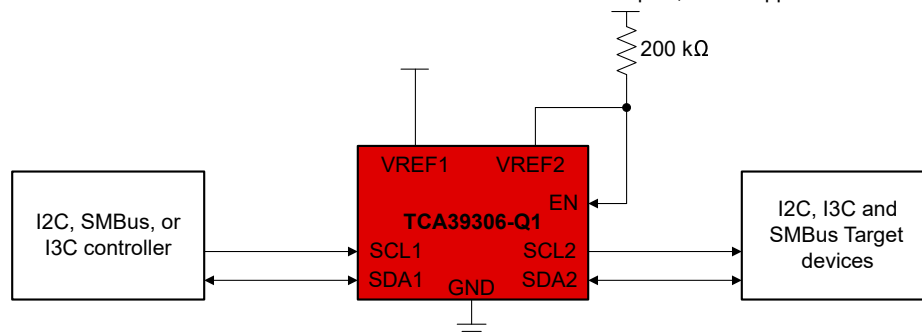 200 kΩ
VREF1
VREF2
EN
TCA39306-Q1
I2C, SMBus, or
I3C controller
SCL1
SCL2
SDA1
SDA2
GND
I2C, I3C and
SMBus Target
devices